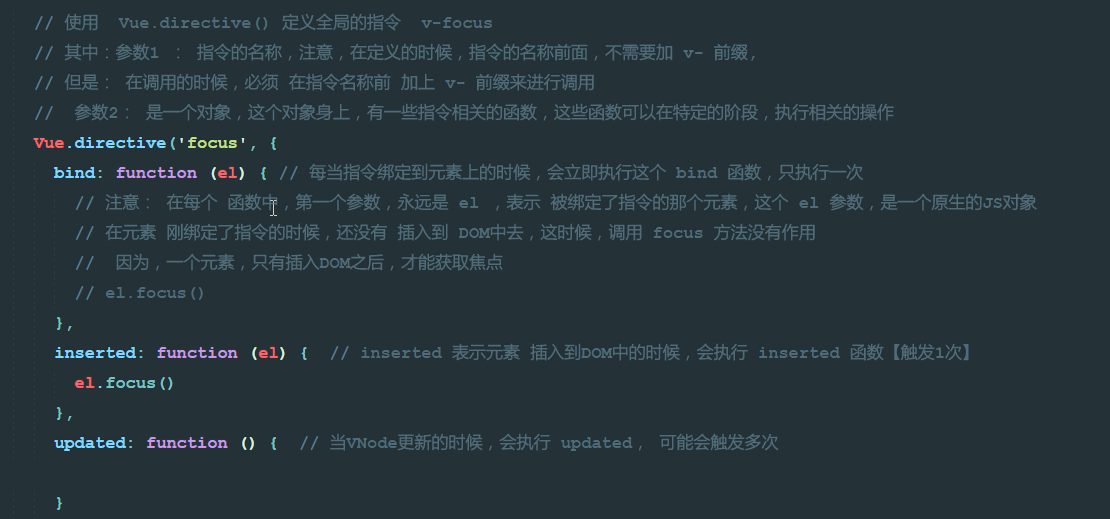 // 使用  Vue.directive() 定义全局的指令  v-focus
// 其中：参数1 ： 指令的名称，注意，在定义的时候，指令的名称前面，不需要加 v- 前缀，
// 但是： 在调用的时候，必须 在指令名称前 加上 v- 前缀来进行调用
//  参数2： 是一个对象，这个对象身上，有一些指令相关的函数，这些函数可以在特定的阶段，执行相关的操作
Vue.directive('focus', {
  bind: function (el) { // 每当指令绑定到元素上的时候，会立即执行这个 bind 函数，只执行一次
    // 注意： 在每个 函数中，第一个参数，永远是 el ，表示 被绑定了指令的那个元素，这个 el 参数，是一个原生的JS对象
    // 在元素 刚绑定了指令的时候，还没有 插入到 DOM中去，这时候，调用 focus 方法没有作用
    //  因为，一个元素，只有插入DOM之后，才能获取焦点
    // el.focus()
  },
  inserted: function (el) {  // inserted 表示元素 插入到DOM中的时候，会执行 inserted 函数【触发1次】
    el.focus()
  },
  updated: function () {  // 当VNode更新的时候，会执行 updated， 可能会触发多次
  }